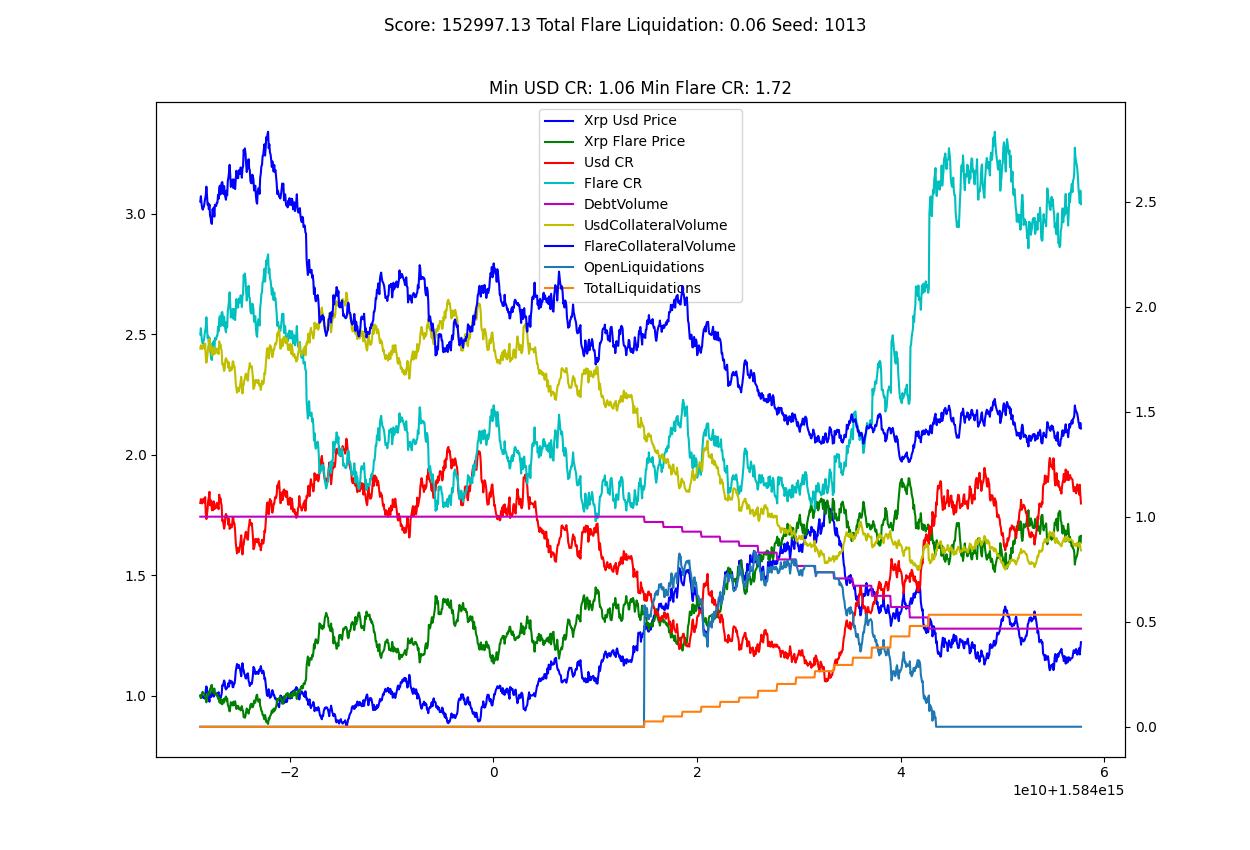 Score: 152997.13 Total Flare Liquidation: 0.06 Seed: 1013
Min USD CR: 1.06 Min Flare CR: 1.72
Xrp Usd Price
Xrp Flare Price
Usd CR
Flare CR
DebtVolume
UsdCollateralVolume
FlareCollateralVolume
OpenLiquidations
TotalLiquidations
3.0
2.5
2.0
1.5
1.0
2.5
2.0
1.5
1.0
0.5
0.0
−2 0 2 4 6
1e10+1.584e15